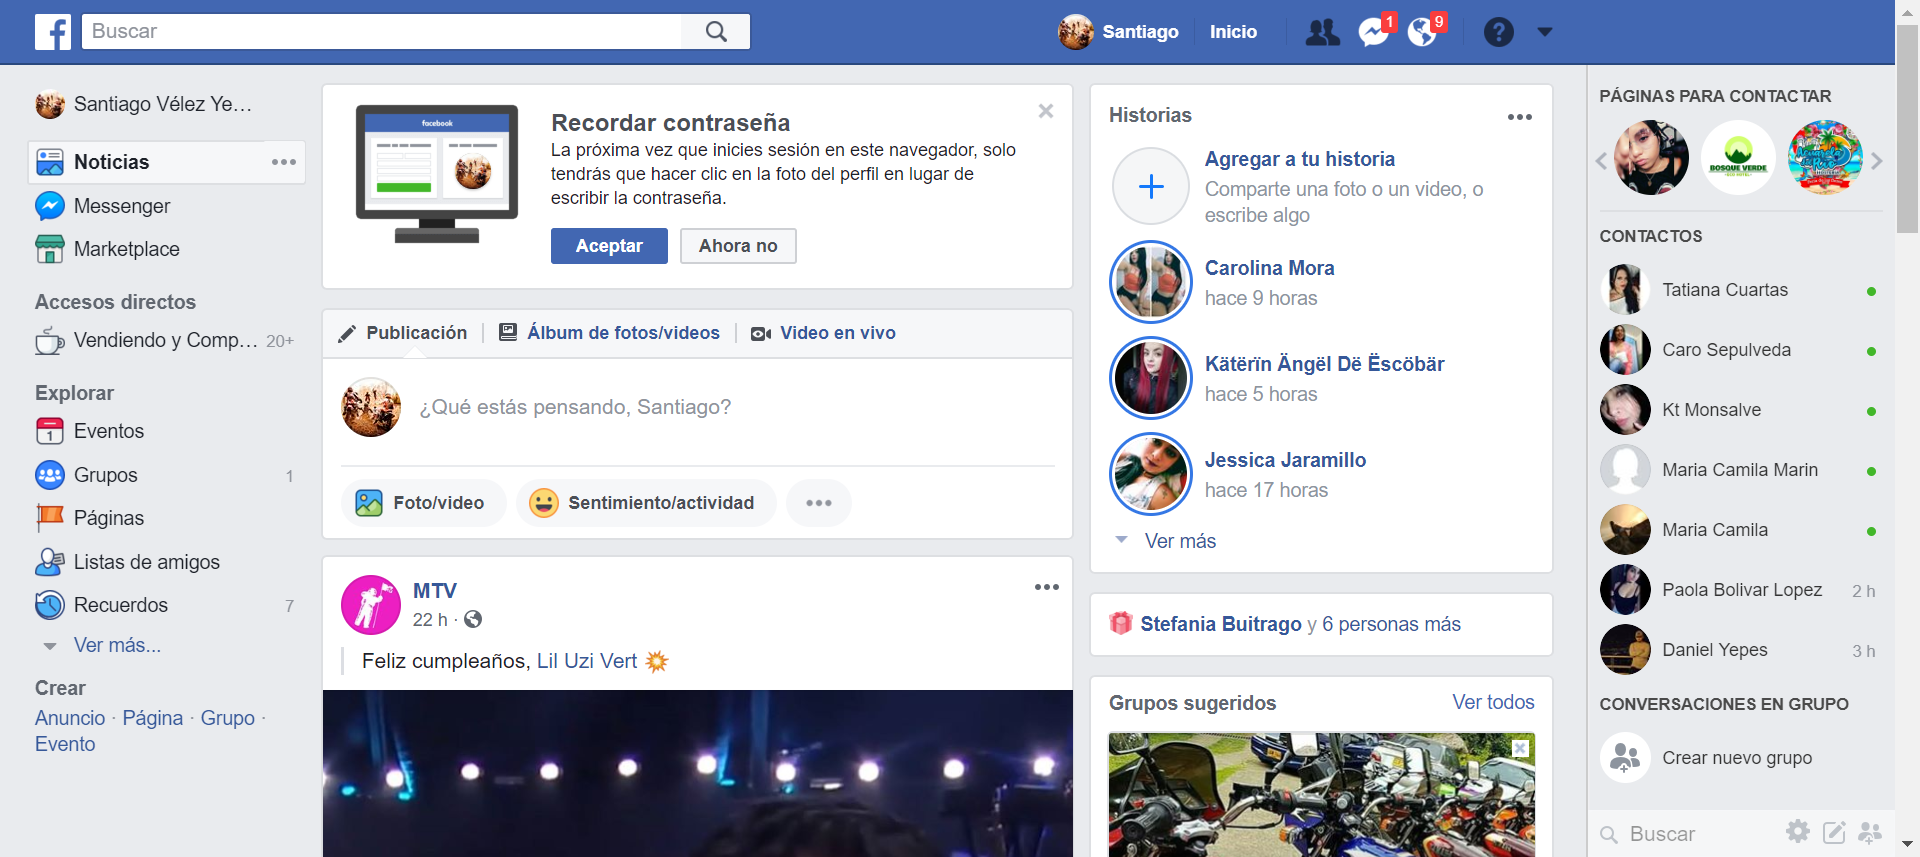 Buscar
Santiago
Inicio
1
9
Santiago Vélez Ye...
Noticias
Messenger
Marketplace
Accesos directos
Vendiendo y Comp... 20+
Explorar
1
Eventos
Grupos 1
Páginas
Listas de amigos
Recuerdos 7
Ver más...
Crear
Anuncio · Página · Grupo ·
Evento
facebook
Recordar contraseña
La próxima vez que inicies sesión en este navegador, solo
tendrás que hacer clic en la foto del perfil en lugar de
escribir la contraseña.
Aceptar
Ahora no
Publicación
Álbum de fotos/videos
Video en vivo
¿Qué estás pensando, Santiago?
Foto/video
Sentimiento/actividad
MTV
22 h ·
Feliz cumpleaños, Lil Uzi Vert
Historias
Agregar a tu historia
Comparte una foto o un video, o
escribe algo
Carolina Mora
hace 9 horas
Kätërïn Ängël Dë Ëscöbär
hace 5 horas
Jessica Jaramillo
hace 17 horas
Ver más
Stefania Buitrago y 6 personas más
Grupos sugeridos
Ver todos
PÁGINAS PARA CONTACTAR
BOSQUE VERDE
CONTACTOS
Tatiana Cuartas
Caro Sepulveda
Kt Monsalve
Maria Camila Marin
Maria Camila
Paola Bolivar Lopez 2 h
Daniel Yepes 3 h
CONVERSACIONES EN GRUPO
Crear nuevo grupo
Buscar